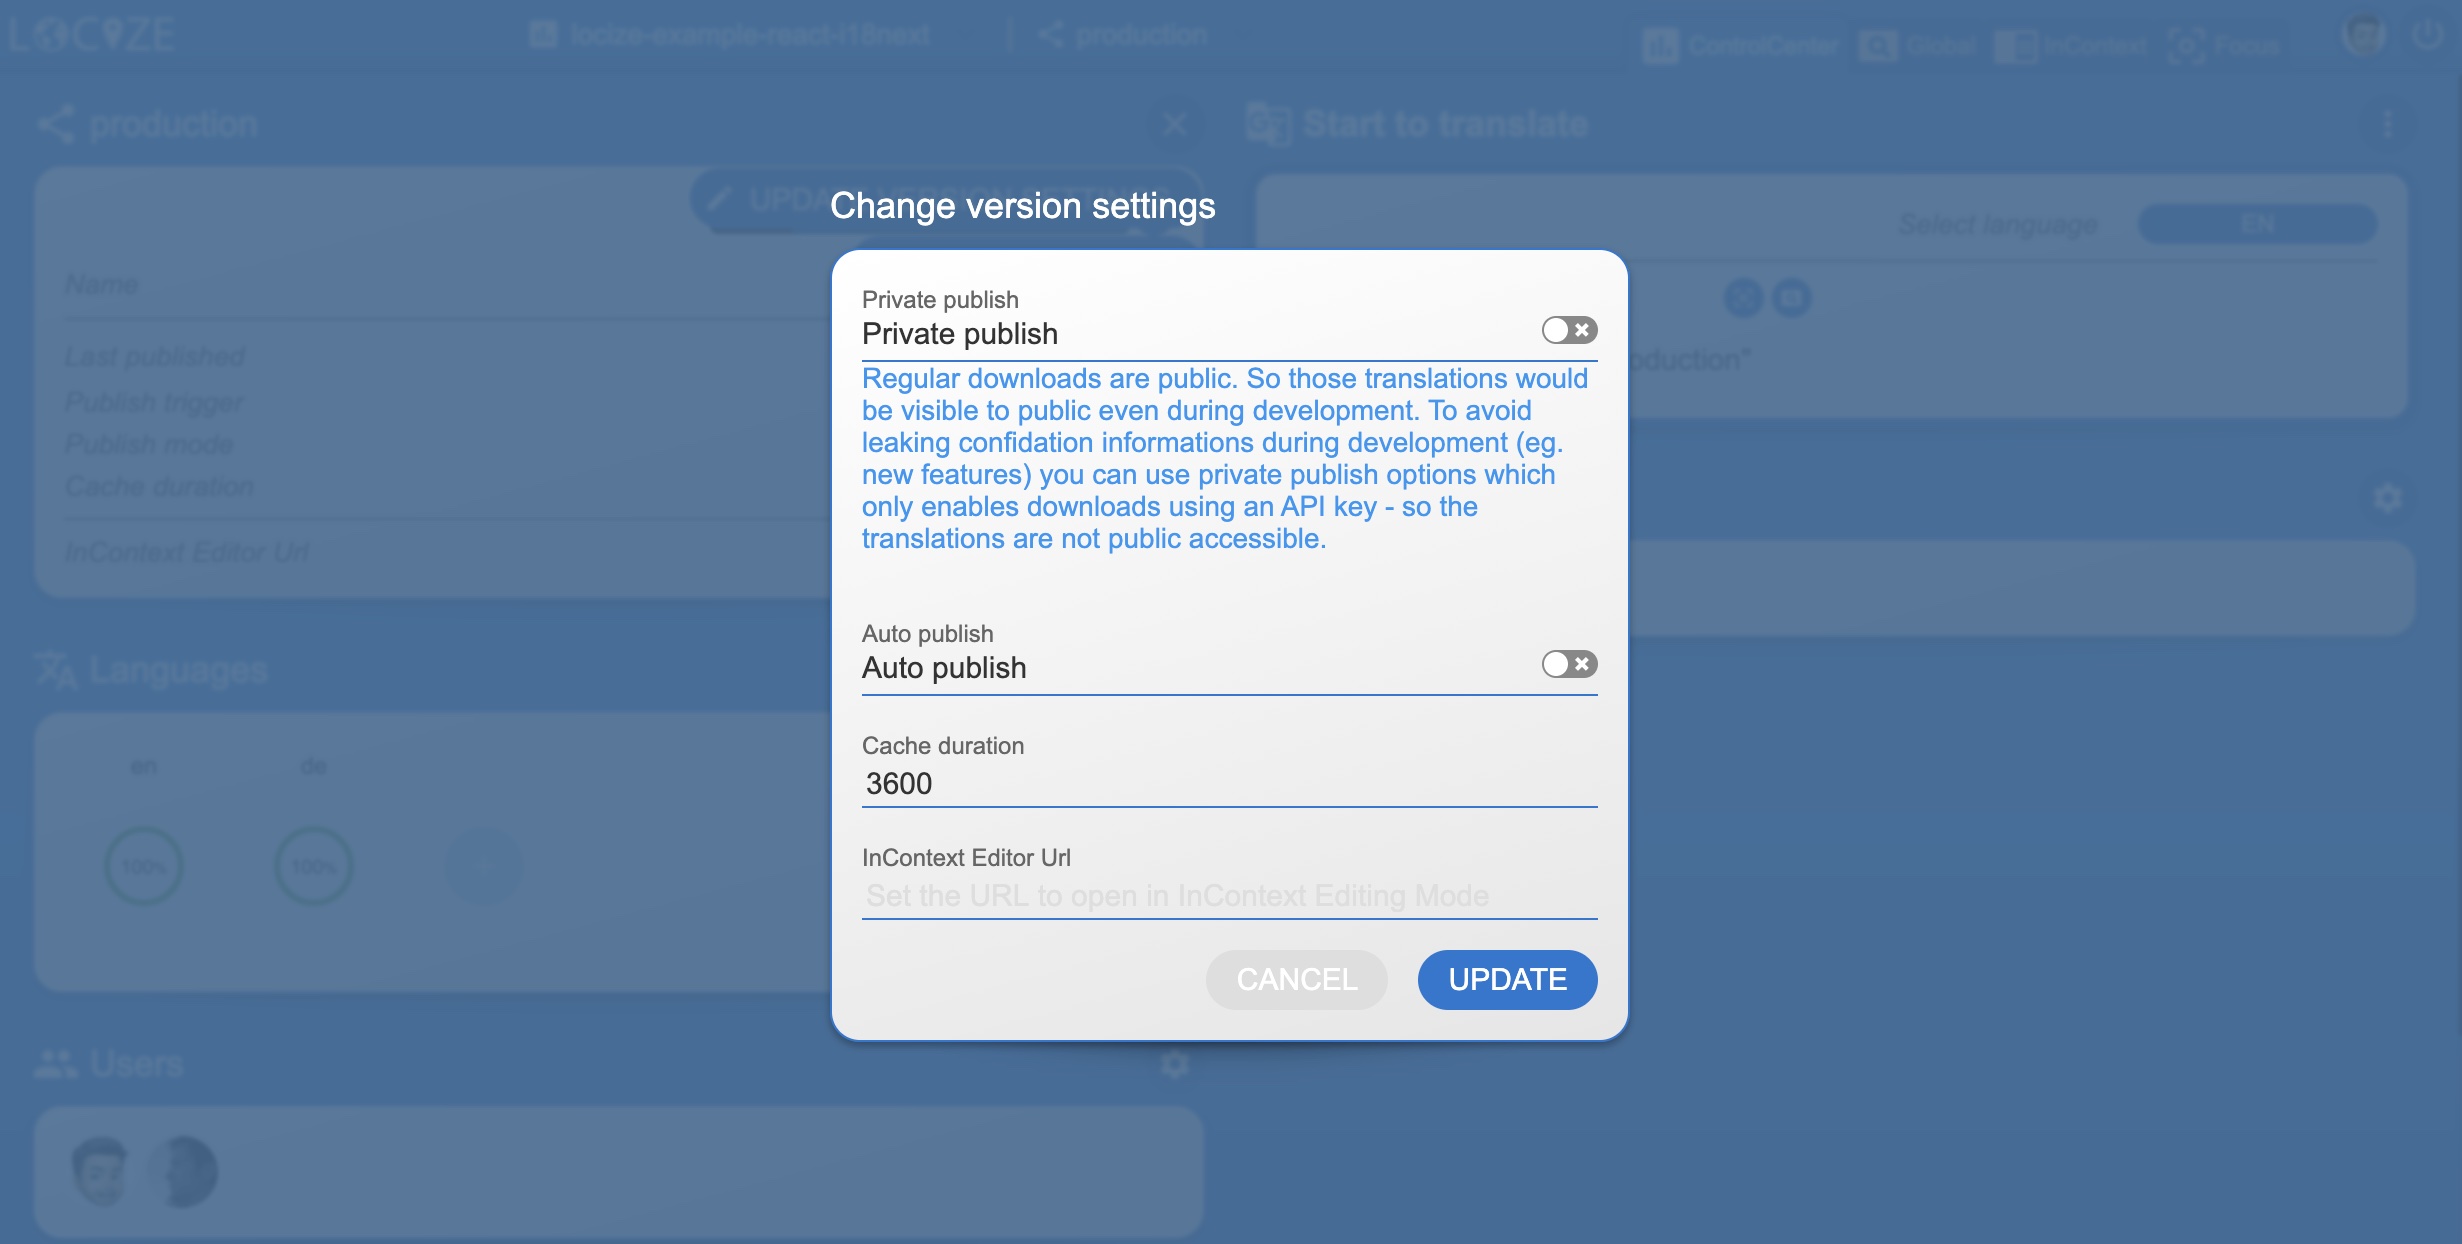 LOCIZE
locize-example-react-i18next
production
ControlCenter
Global
InContext
Focus
production
Start to translate
Change version settings
Select language
EN
Name
Last published
Publish trigger
Publish mode
Cache duration
InContext Editor Url
Private publish
Private publish
Regular downloads are public. So those translations would
be visible to public even during development. To avoid
leaking confidation informations during development (eg.
new features) you can use private publish options which
only enables downloads using an API key - so the
translations are not public accessible.
oduction"
Auto publish
Auto publish
Cache duration
3600
InContext Editor Url
Set the URL to open in InContext Editing Mode
CANCEL
UPDATE
Languages
en
de
100%
100%
Users